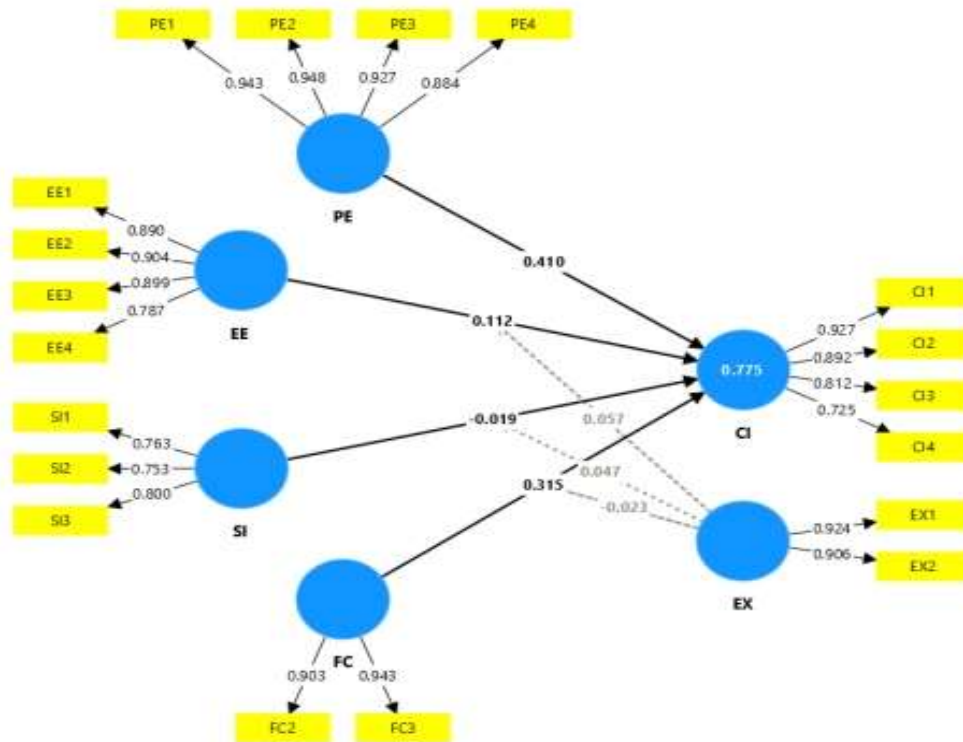 PE1 PE2 PE3 PE4
0.943 0.948 0.927 0.884
PE
EE1
EE2
EE3
EE4
0.890
0.904
0.899
0.787
EE
0.410
0.112
SI1
SI2
SI3
0.763
0.753
0.800
SI
-0.019
0.315
0.057
0.047
-0.023
0.775
CI
0.927
0.892
0.812
0.725
CI1
CI2
CI3
CI4
EX
0.924
0.906
EX1
EX2
FC
0.903 0.943
FC2 FC3